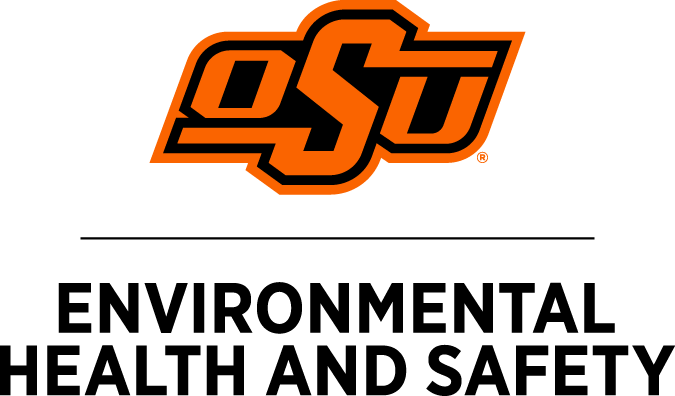 OSU®
ENVIRONMENTAL
HEALTH AND SAFETY